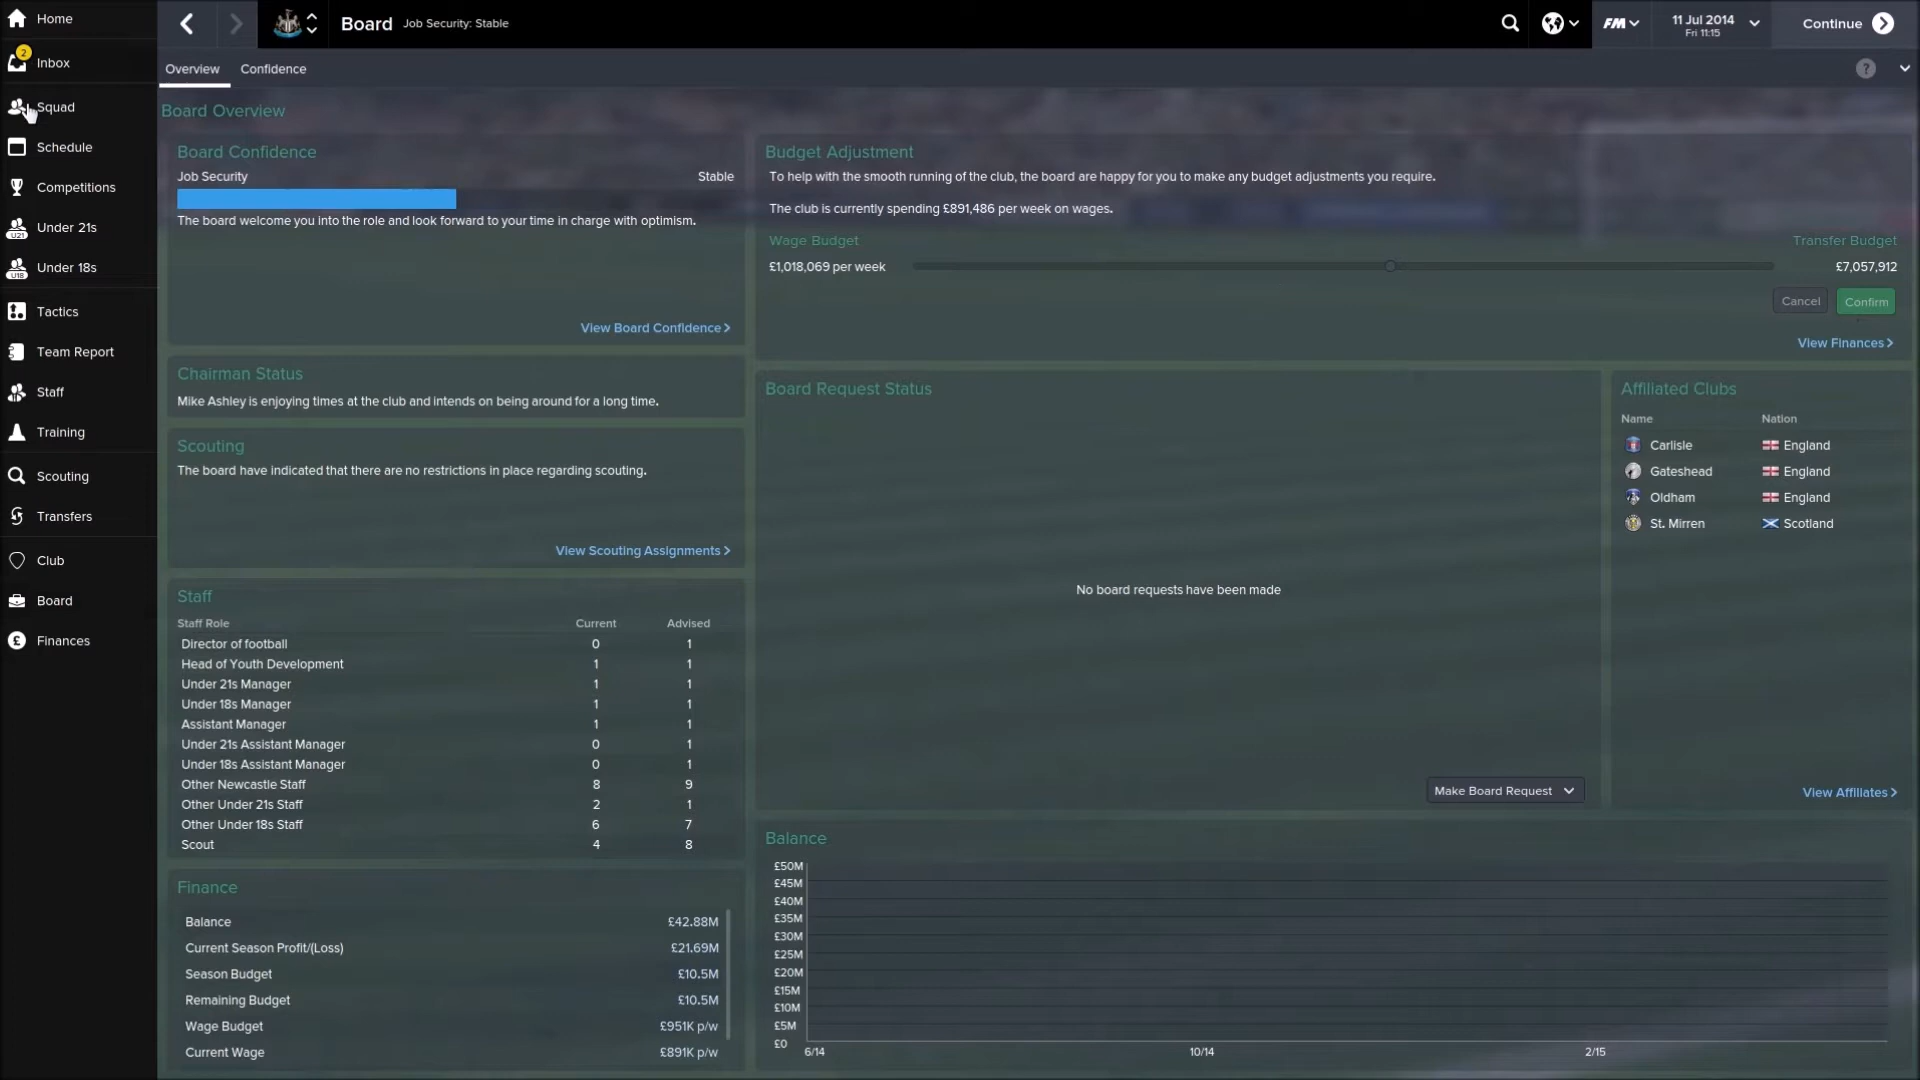 Home
2
Inbox
Squad
Schedule
Competitions
U21
Under 21s
U18
Under 18s
Tactics
Team Report
Staff
Training
Scouting
Transfers
Club
Board
£
Finances
Board Job Security: Stable
FM
11 Jul 2014
Fri 11:15
Continue
Overview Confidence
?
Board Overview
Board Confidence
Job Security Stable
The board welcome you into the role and look forward to your time in charge with optimism.
View Board Confidence
Chairman Status
Mike Ashley is enjoying times at the club and intends on being around for a long time.
Scouting
The board have indicated that there are no restrictions in place regarding scouting.
View Scouting Assignments
Staff
Staff Role Current Advised
Director of football 0 1
Head of Youth Development 1 1
Under 21s Manager 1 1
Under 18s Manager 1 1
Assistant Manager 1 1
Under 21s Assistant Manager 0 1
Under 18s Assistant Manager 0 1
Other Newcastle Staff 8 9
Other Under 21s Staff 2 1
Other Under 18s Staff 6 7
Scout 4 8
Finance
Balance £42.88M
Current Season Profit/(Loss) £21.69M
Season Budget £10.5M
Remaining Budget £10.5M
Wage Budget £951K p/w
Current Wage £891K p/w
Budget Adjustment
To help with the smooth running of the club, the board are happy for you to make any budget adjustments you require.
The club is currently spending £891,486 per week on wages.
Wage Budget Transfer Budget
£1,018,069 per week £7,057,912
Cancel Confirm
View Finances
Board Request Status
No board requests have been made
Make Board Request
Affiliated Clubs
Name Nation
Carlisle England
Gateshead England
Oldham England
St. Mirren Scotland
View Affiliates
Balance
£50M
£45M
£40M
£35M
£30M
£25M
£20M
£15M
£10M
£5M
£0
6/14 10/14 2/15